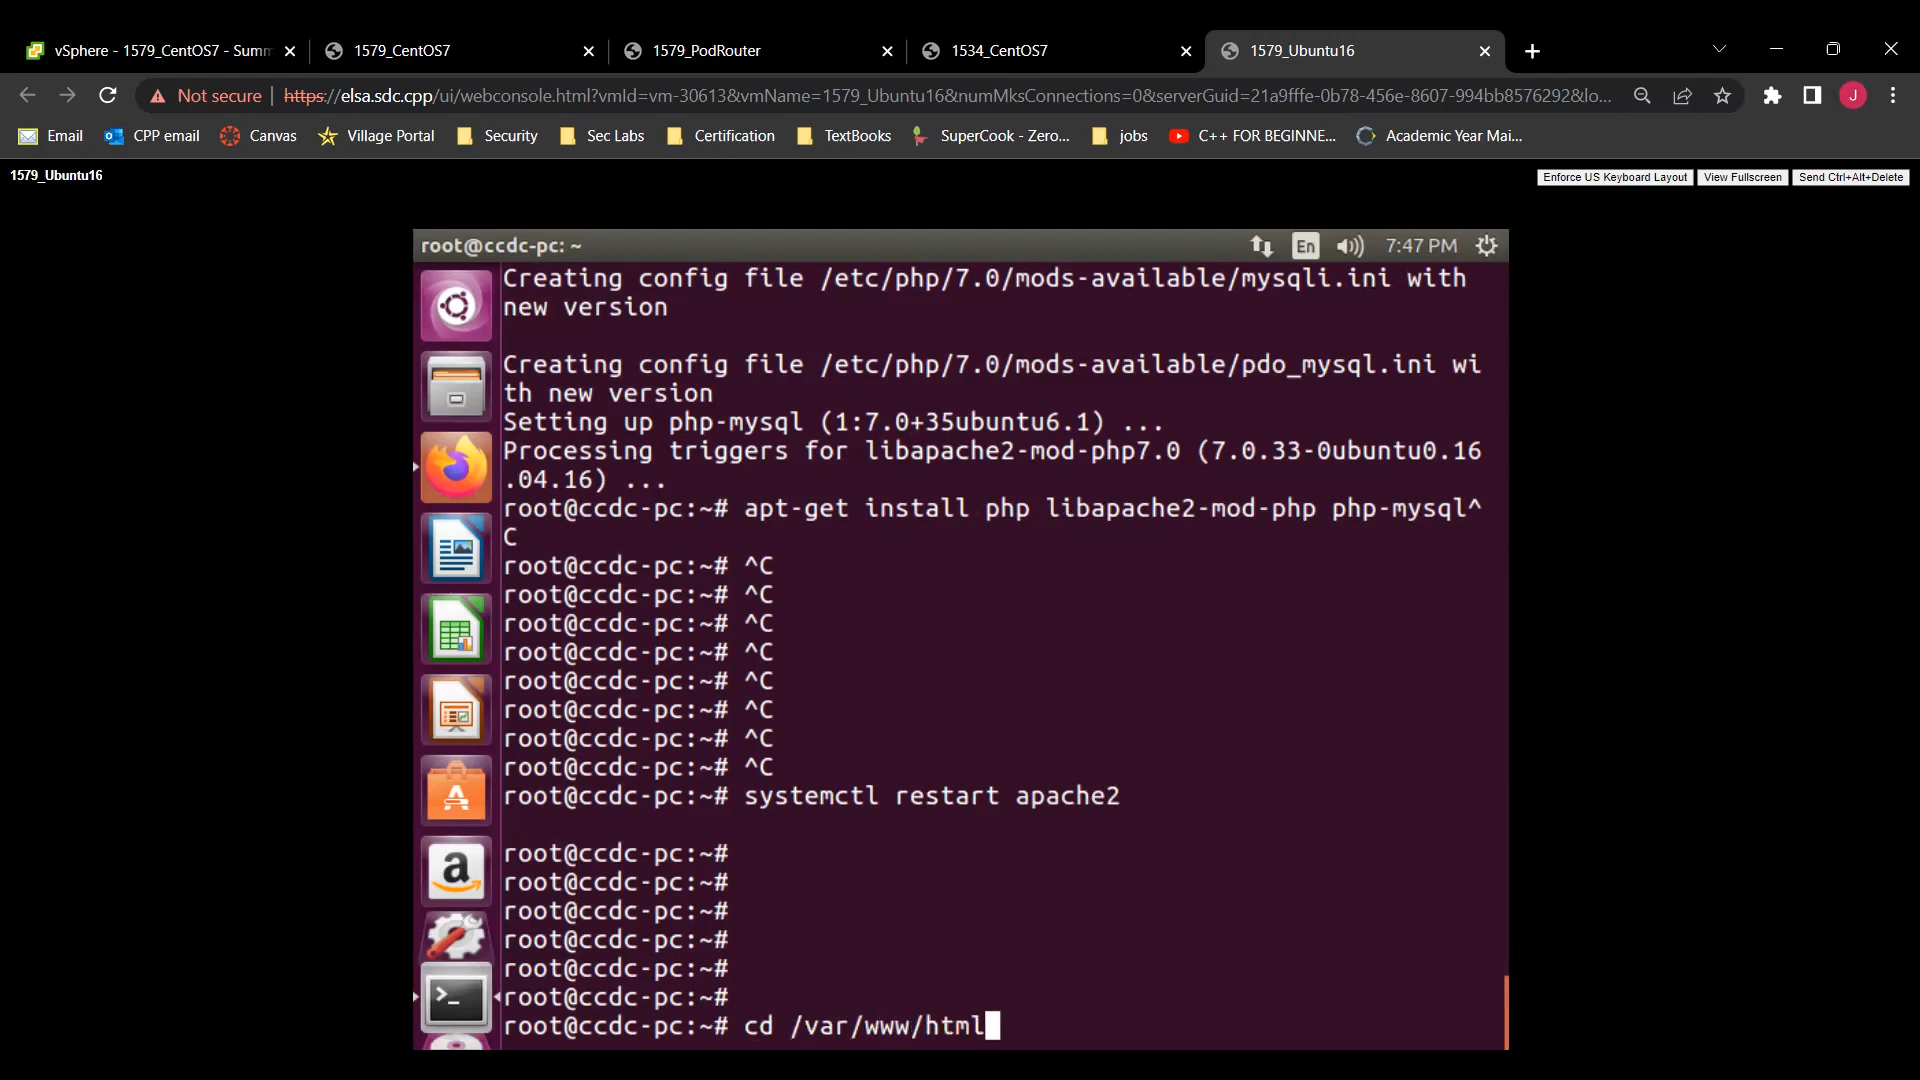 vSphere - 1579_CentOS7 - Summ
1579_CentOS7
1579_PodRouter
1534_CentOS7
1579_Ubuntu16
Not secure
https://elsa.sdc.cpp/ui/webconsole.html?vmId=vm-30613&vmName=1579_Ubuntu16&numMksConnections=0&serverGuid=21a9fffe-0b78-456e-8607-994bb8576292&lo...
J
Email
CPP email
Canvas
Village Portal
Security
Sec Labs
Certification
TextBooks
SuperCook - Zero...
jobs
C++ FOR BEGINNE...
Academic Year Mai...
1579_Ubuntu16
Enforce US Keyboard Layout
View Fullscreen
Send Ctrl+Alt+Delete
root@ccdc-pc: ~
En
7:47 PM
Creating config file /etc/php/7.0/mods-available/mysqli.ini with
new version
Creating config file /etc/php/7.0/mods-available/pdo_mysql.ini wi
th new version
Setting up php-mysql (1:7.0+35ubuntu6.1) ...
Processing triggers for libapache2-mod-php7.0 (7.0.33-0ubuntu0.16
.04.16) ...
root@ccdc-pc:~# apt-get install php libapache2-mod-php php-mysql^
C
root@ccdc-pc:~# ^C
root@ccdc-pc:~# ^C
root@ccdc-pc:~# ^C
root@ccdc-pc:~# ^C
root@ccdc-pc:~# ^C
root@ccdc-pc:~# ^C
root@ccdc-pc:~# ^C
root@ccdc-pc:~# ^C
root@ccdc-pc:~# systemctl restart apache2
root@ccdc-pc:~#
root@ccdc-pc:~#
root@ccdc-pc:~#
root@ccdc-pc:~#
root@ccdc-pc:~#
root@ccdc-pc:~#
root@ccdc-pc:~# cd /var/www/html